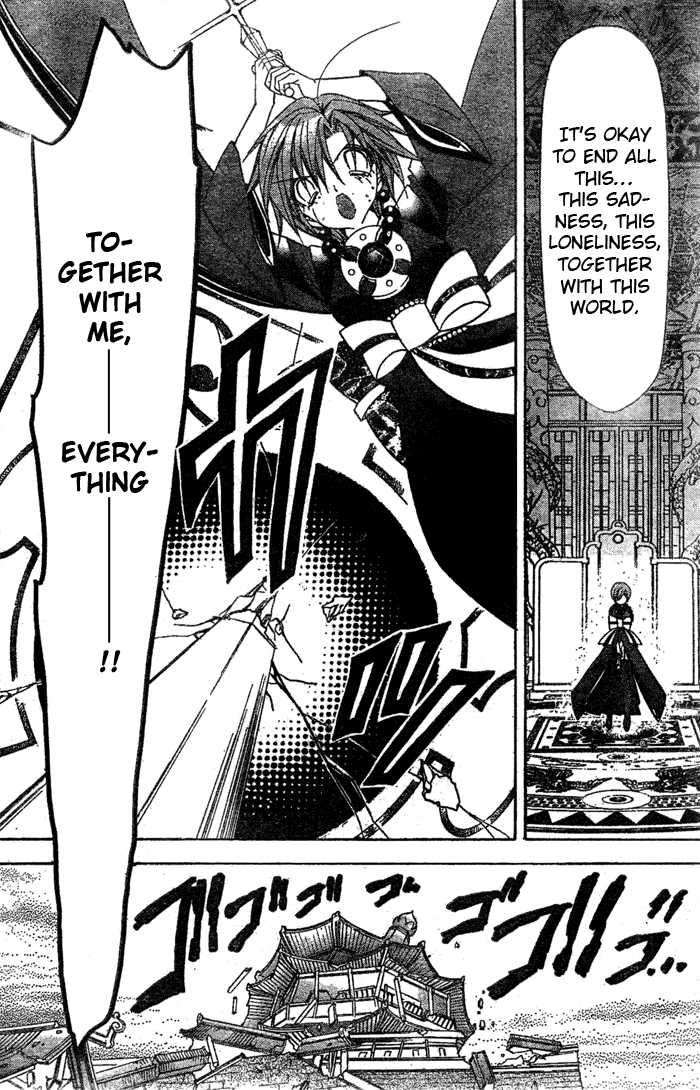 IT'S OKAY
TO END ALL
THIS...
THIS SAD-
NESS, THIS
LONELINESS,
TOGETHER
WITH THIS
WORLD.
TO-
GETHER
WITH
ME,
EVERY-
THING
!!